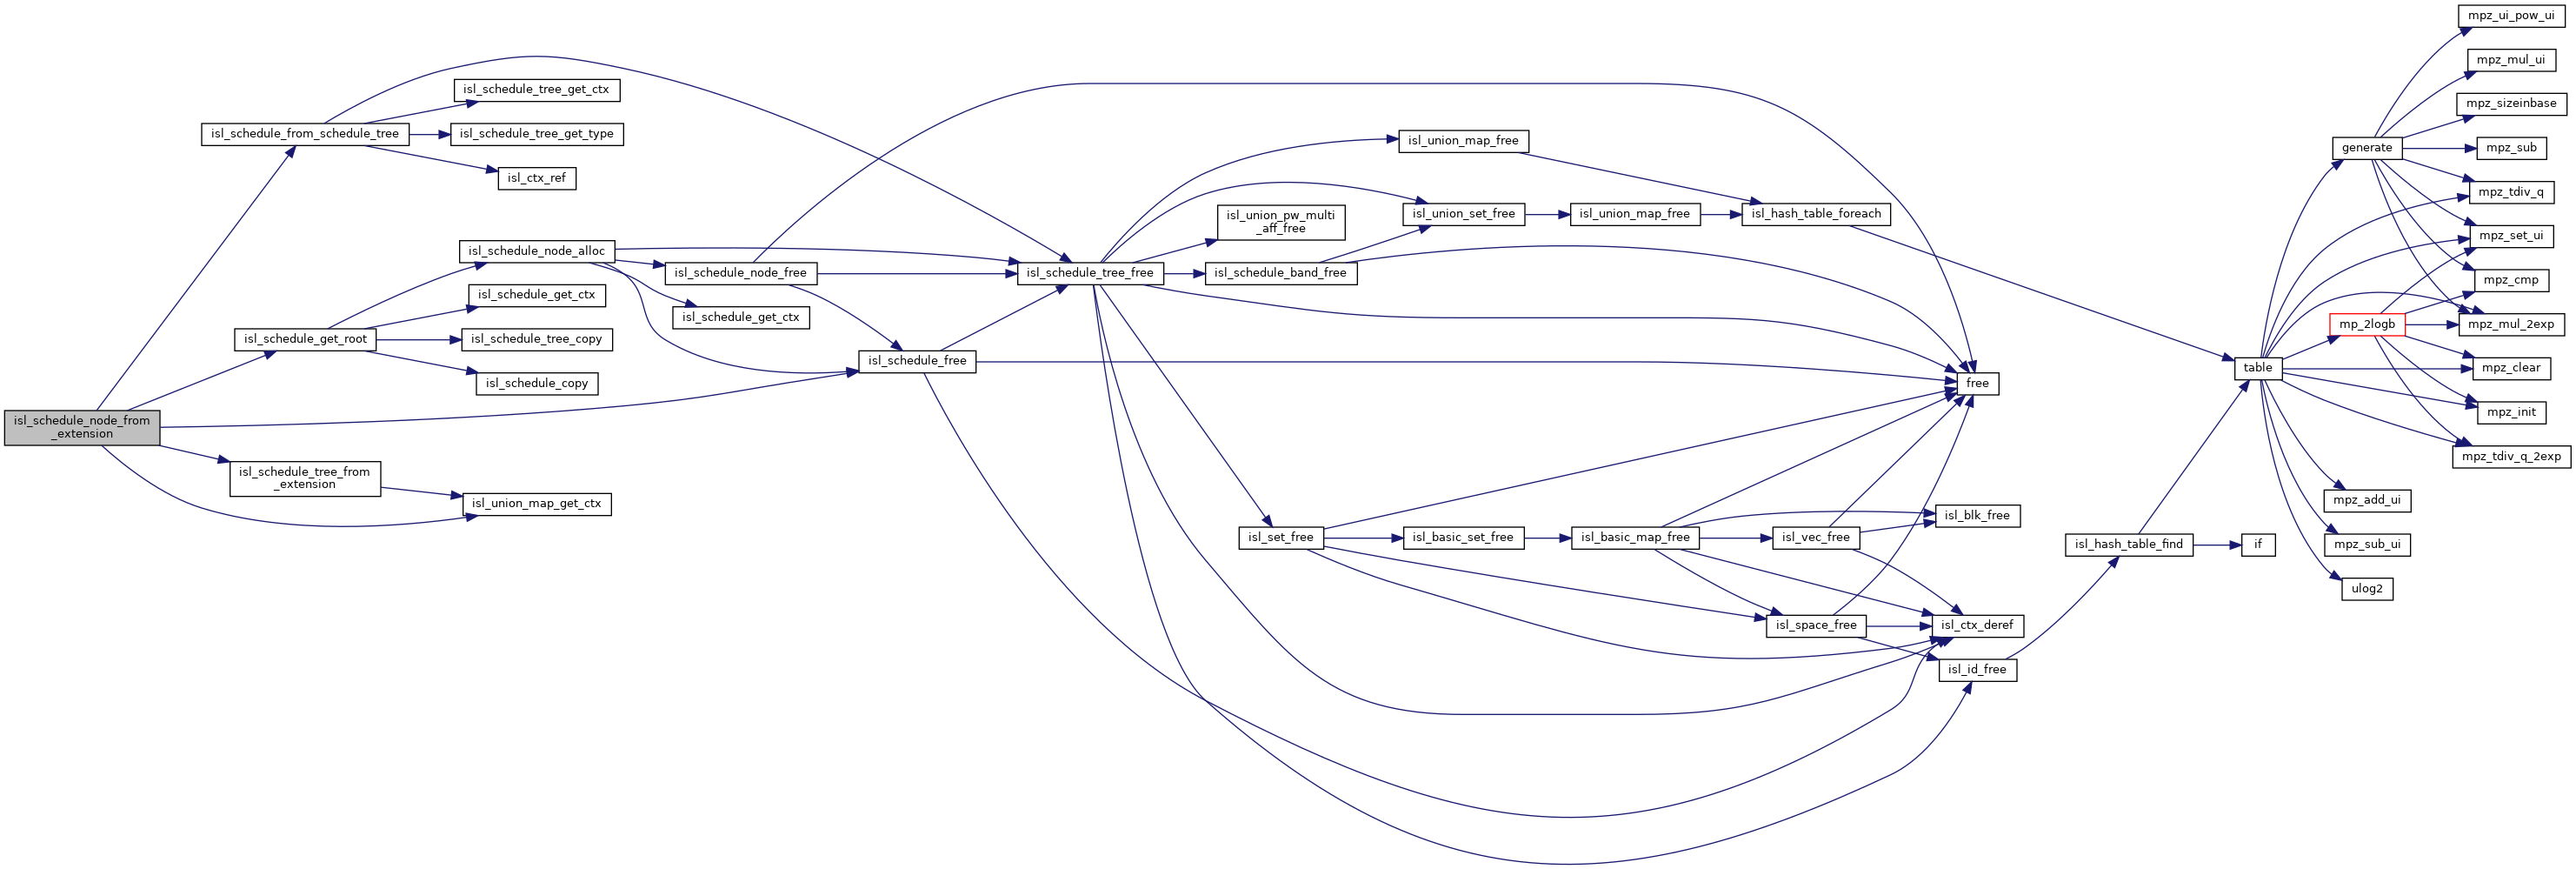 isl_schedule_node_from
_extension
isl_schedule_from_schedule_tree
isl_schedule_get_root
isl_schedule_tree_from
_extension
isl_schedule_tree_get_ctx
isl_schedule_tree_get_type
isl_ctx_ref
isl_schedule_node_alloc
isl_schedule_get_ctx
isl_schedule_tree_copy
isl_schedule_copy
isl_union_map_get_ctx
isl_schedule_node_free
isl_schedule_get_ctx
isl_schedule_free
isl_schedule_tree_free
isl_union_pw_multi
_aff_free
isl_schedule_band_free
isl_set_free
isl_union_map_free
isl_union_set_free
isl_basic_set_free
isl_union_map_free
isl_basic_map_free
isl_hash_table_foreach
isl_vec_free
isl_space_free
free
isl_blk_free
isl_ctx_deref
isl_id_free
isl_hash_table_find
table
if
generate
mp_2logb
mpz_add_ui
mpz_sub_ui
ulog2
mpz_ui_pow_ui
mpz_mul_ui
mpz_sizeinbase
mpz_sub
mpz_tdiv_q
mpz_set_ui
mpz_cmp
mpz_mul_2exp
mpz_clear
mpz_init
mpz_tdiv_q_2exp